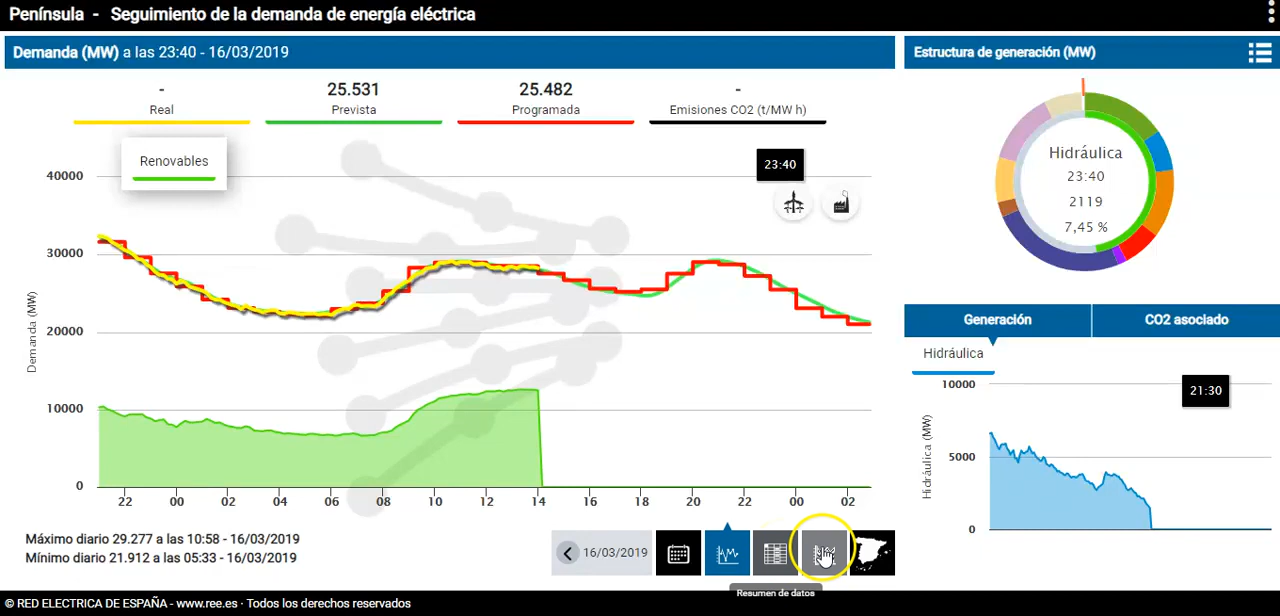 Península - Seguimiento de la demanda de energía eléctrica
Demanda (MW) a las 23:40 - 16/03/2019
- 25.531 25.482 -
Real Prevista Programada Emisiones CO2 (t/MW h)
Renovables
23:40
40000
30000
20000
10000
0
Demanda (MW)
22 00 02 04 06 08 10 12 14 16 18 20 22 00 02
Máximo diario 29.277 a las 10:58 - 16/03/2019
Mínimo diario 21.912 a las 05:33 - 16/03/2019
16/03/2019
Resumen de datos
Estructura de generación (MW)
Hidráulica
23:40
2119
7,45 %
Generación CO2 asociado
Hidráulica
21:30
10000
5000
0
Hidráulica (MW)
© RED ELECTRICA DE ESPAÑA - www.ree.es · Todos los derechos reservados